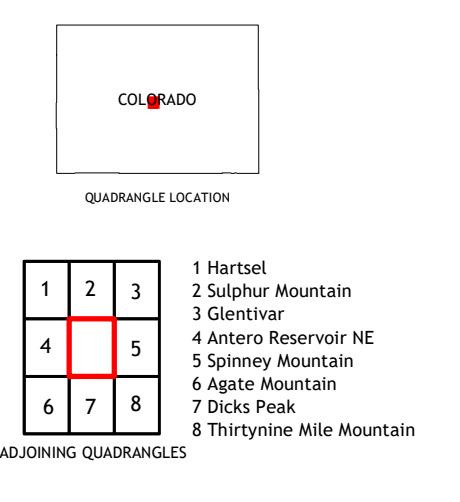 COLORADO
QUADRANGLE LOCATION
1 2 3
4 5
6 7 8
ADJOINING QUADRANGLES
1 Hartsel
2 Sulphur Mountain
3 Glentivar
4 Antero Reservoir NE
5 Spinney Mountain
6 Agate Mountain
7 Dicks Peak
8 Thirtynine Mile Mountain